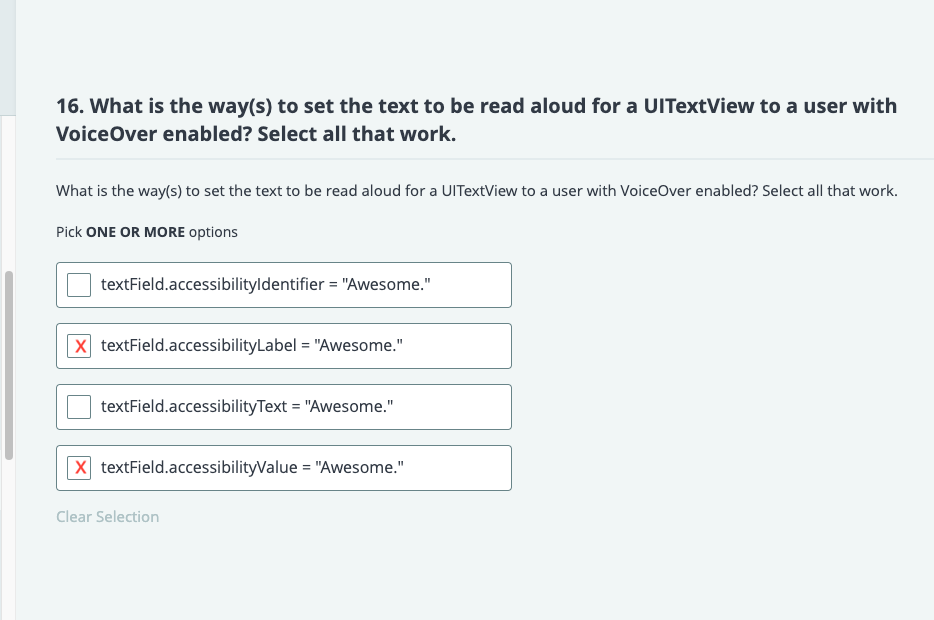 16. What is the way(s) to set the text to be read aloud for a UITextView to a user with
VoiceOver enabled? Select all that work.
What is the way(s) to set the text to be read aloud for a UITextView to a user with VoiceOver enabled? Select all that work.
Pick ONE OR MORE options
textField.accessibilityIdentifier = "Awesome."
X textField.accessibilityLabel = "Awesome."
textField.accessibilityText = "Awesome."
X textField.accessibilityValue = "Awesome."
Clear Selection